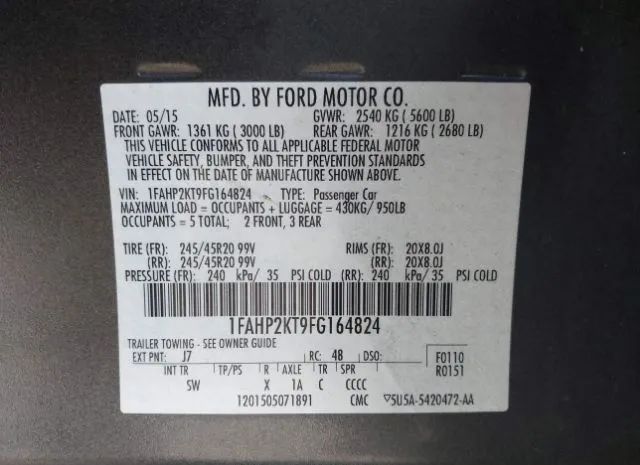 MFD. BY FORD MOTOR CO.
DATE: 05/15 GVWR: 2540 KG ( 5600 LB)
FRONT GAWR: 1361 KG ( 3000 LB) REAR GAWR: 1216 KG ( 2680 LB)
THIS VEHICLE CONFORMS TO ALL APPLICABLE FEDERAL MOTOR
VEHICLE SAFETY, BUMPER, AND THEFT PREVENTION STANDARDS
IN EFFECT ON THE DATE OF MANUFACTURE SHOWN ABOVE.
VIN: 1FAHP2KT9FG164824 TYPE: Passenger Car
MAXIMUM LOAD = OCCUPANTS + LUGGAGE = 430KG/ 950LB
OCCUPANTS = 5 TOTAL; 2 FRONT, 3 REAR
TIRE (FR): 245/45R20 99V RIMS (FR): 20X8.0J
(RR): 245/45R20 99V (RR): 20X8.0J
PRESSURE (FR): 240 kPa/ 35 PSI COLD (RR): 240 kPa/ 35 PSI COLD
1FAHP2KT9FG164824
TRAILER TOWING - SEE OWNER GUIDE
EXT PNT: J7 RC: 48 DSO: F0110
INT TR TP/PS R AXLE TR SPR R0151
SW X 1A C CCCC
1201505071891 CMC ▽5U5A-5420472-AA